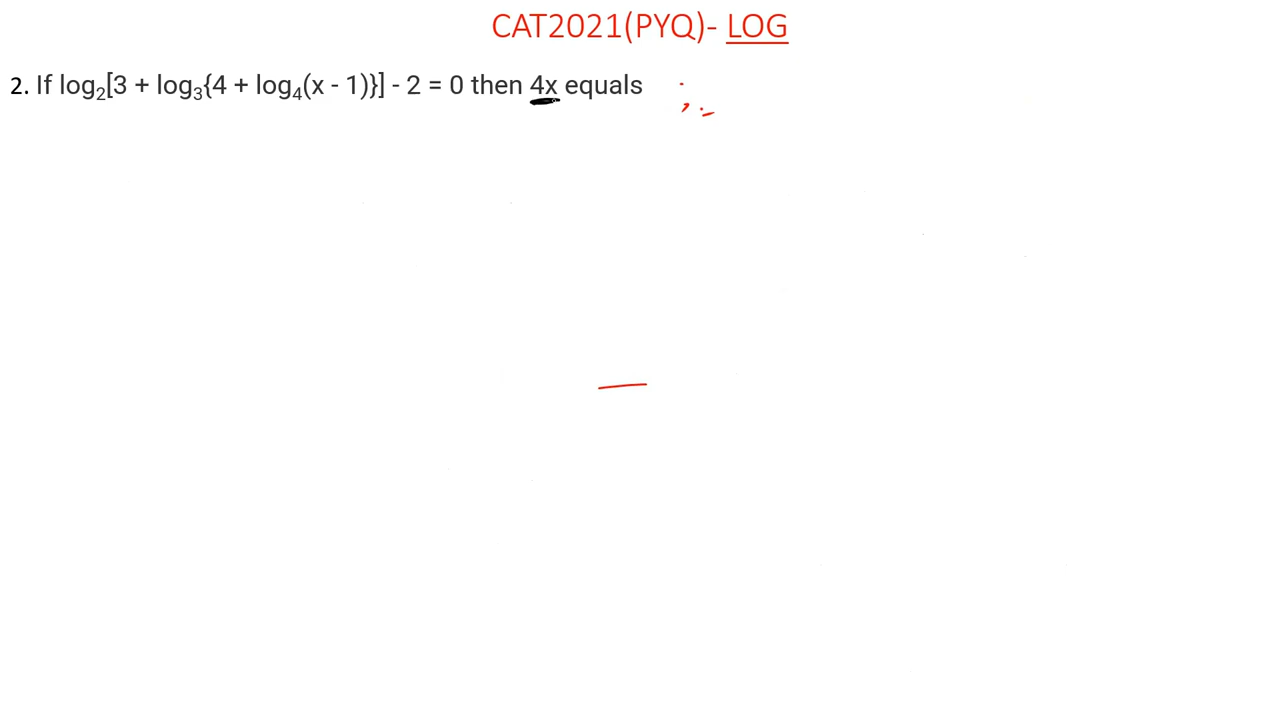 CAT2021(PYQ)- LOG
2. If log₂[3 + log₃{4 + log₄(x - 1)}] - 2 = 0 then 4x equals